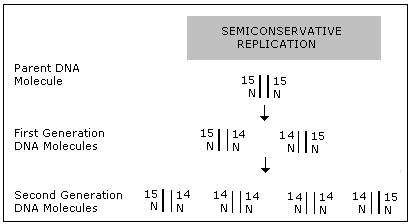 SEMICONSERVATIVE
REPLICATION
Parent DNA
Molecule
15 15
N N
First Generation
DNA Molecules
15 14 14 15
N N N N
Second Generation
DNA Molecules
15 14 14 14 14 14 14 15
N N N N N N N N